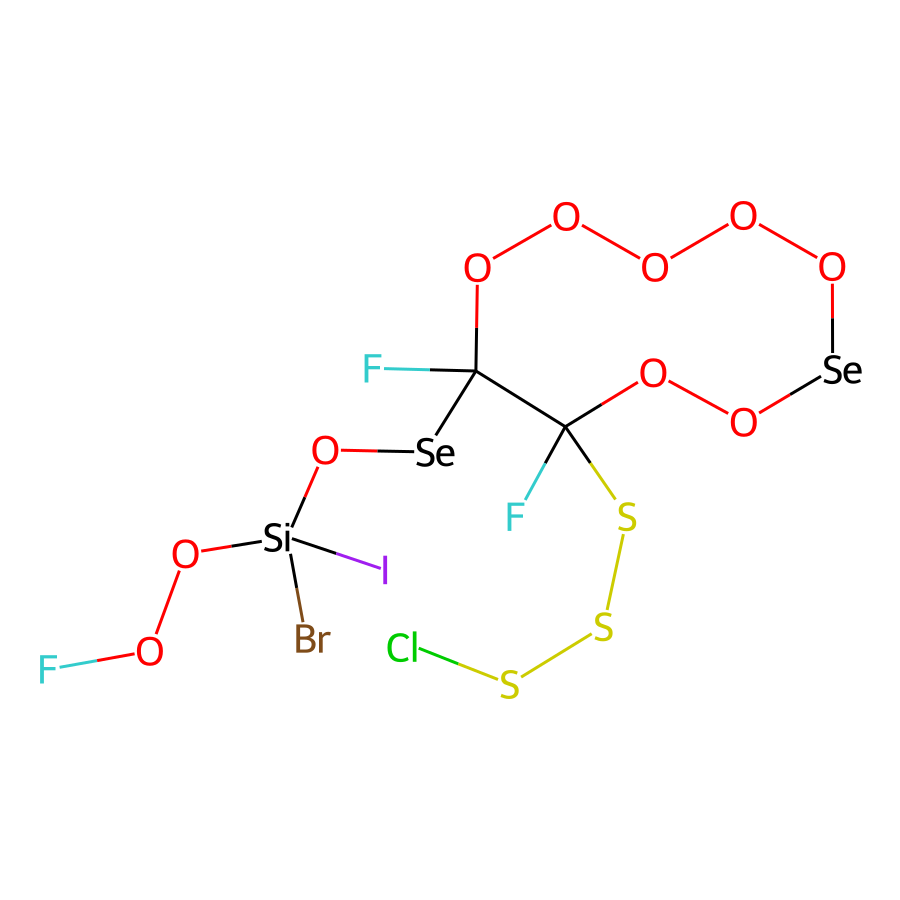 O O
O O O
F O Se
O Se O
O Si F S
O I
F Br Cl S
S